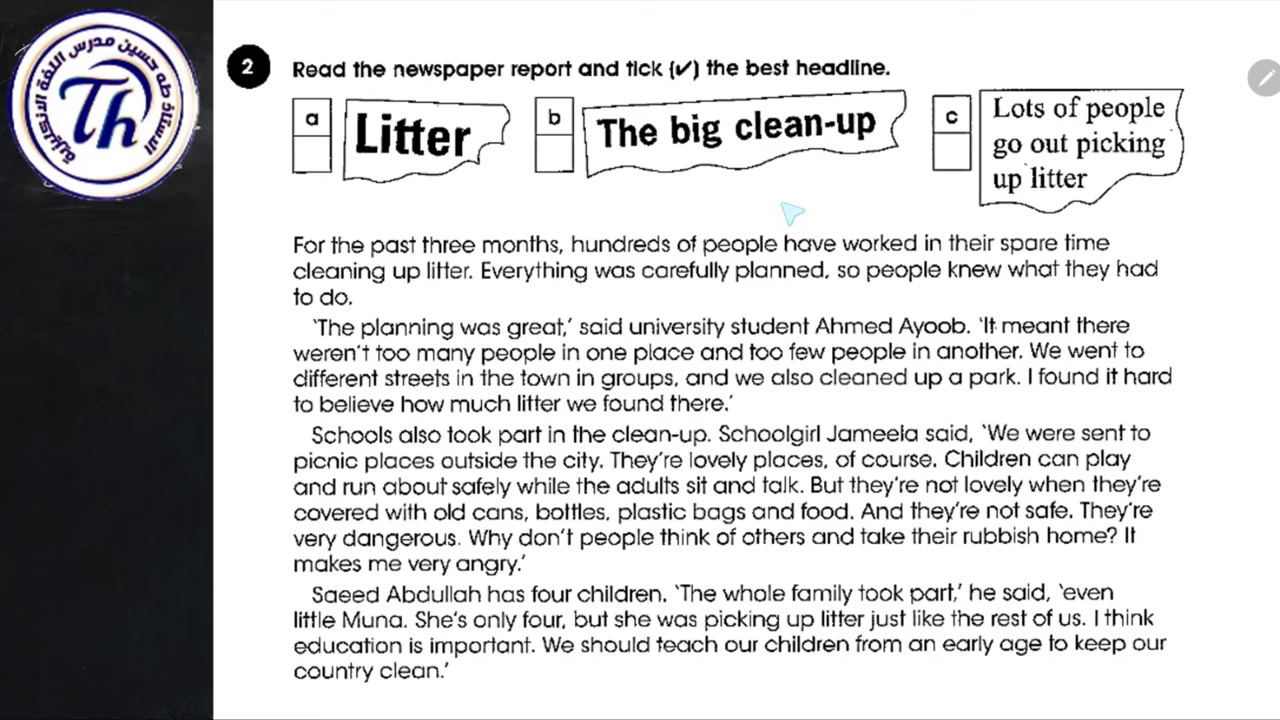 الاستاذ طه حسين مدرس اللغة الانجليزية
Th
2
Read the newspaper report and tick (✔) the best headline.
a
Litter
b
The big clean-up
c
Lots of people
go out picking
up litter
For the past three months, hundreds of people have worked in their spare time
cleaning up litter. Everything was carefully planned, so people knew what they had
to do.
'The planning was great,' said university student Ahmed Ayoob. 'It meant there
weren't too many people in one place and too few people in another. We went to
different streets in the town in groups, and we also cleaned up a park. I found it hard
to believe how much litter we found there.'
Schools also took part in the clean-up. Schoolgirl Jameela said, 'We were sent to
picnic places outside the city. They're lovely places, of course. Children can play
and run about safely while the adults sit and talk. But they're not lovely when they're
covered with old cans, bottles, plastic bags and food. And they're not safe. They're
very dangerous. Why don't people think of others and take their rubbish home? It
makes me very angry.'
Saeed Abdullah has four children. 'The whole family took part,' he said, 'even
little Muna. She's only four, but she was picking up litter just like the rest of us. I think
education is important. We should teach our children from an early age to keep our
country clean.'